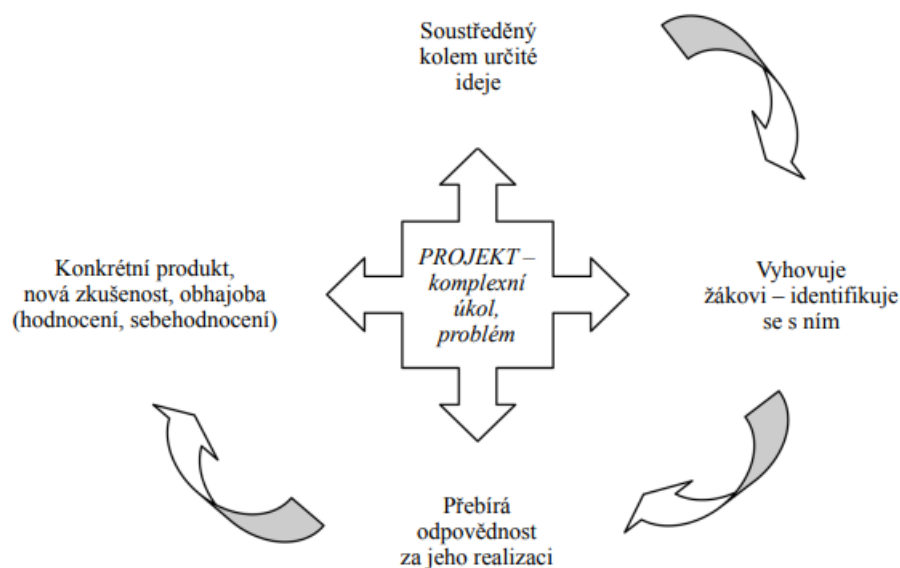 Soustředěný
kolem určité
ideje
PROJEKT –
komplexní
úkol,
problém
Vyhovuje
žákovi – identifikuje
se s ním
Přebírá
odpovědnost
za jeho realizaci
Konkrétní produkt,
nová zkušenost, obhajoba
(hodnocení, sebehodnocení)